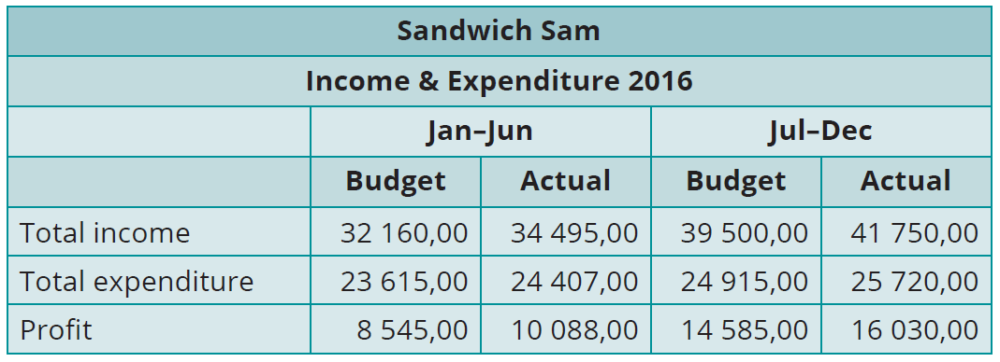 Sandwich Sam
Income & Expenditure 2016
Jan–Jun Jul–Dec
Budget Actual Budget Actual
Total income 32 160,00 34 495,00 39 500,00 41 750,00
Total expenditure 23 615,00 24 407,00 24 915,00 25 720,00
Profit 8 545,00 10 088,00 14 585,00 16 030,00